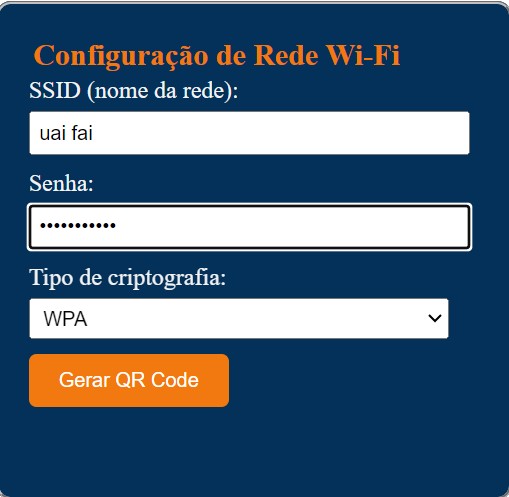 Configuração de Rede Wi-Fi
SSID (nome da rede):
uai fai
Senha:
•••••••••••
Tipo de criptografia:
WPA
Gerar QR Code